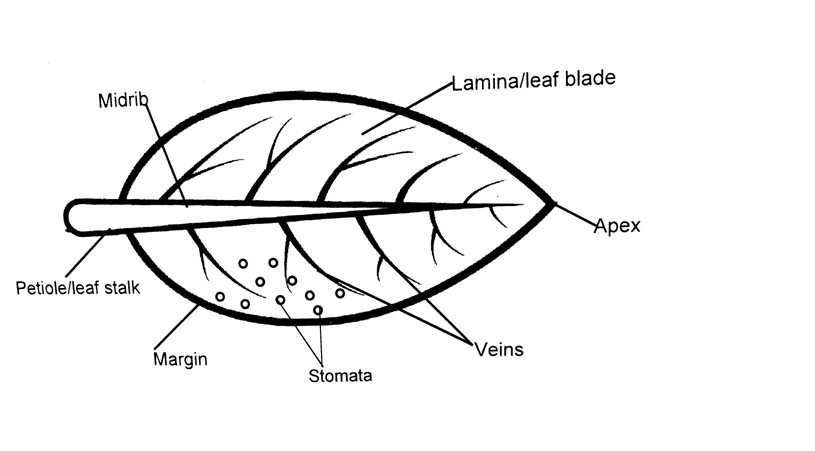 Lamina/leaf blade
Midrib
Apex
Petiole/leaf stalk
Veins
Margin
Stomata